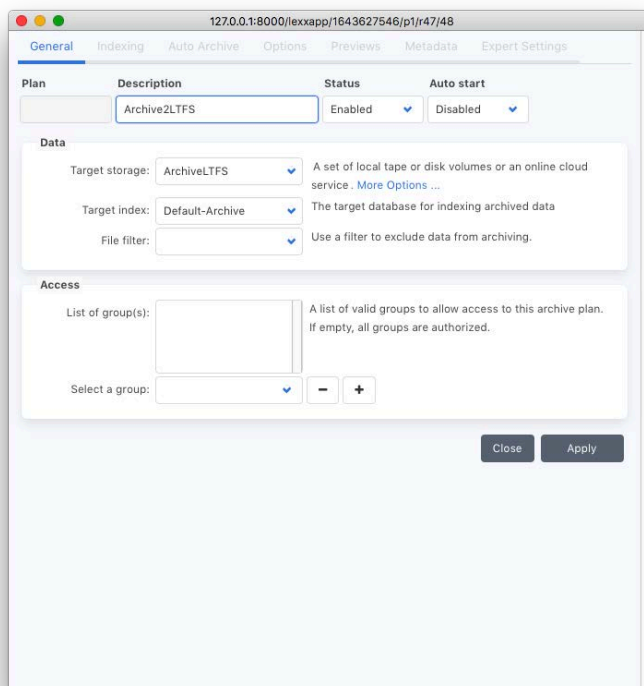 127.0.0.1:8000/lexxapp/1643627546/p1/r47/48
General Indexing Auto Archive Options Previews Metadata Expert Settings
Plan Description Status Auto start
Archive2LTFS Enabled Disabled
Data
Target storage: ArchiveLTFS A set of local tape or disk volumes or an online cloud
service . More Options ...
Target index: Default-Archive The target database for indexing archived data
File filter: Use a filter to exclude data from archiving.
Access
List of group(s): A list of valid groups to allow access to this archive plan.
If empty, all groups are authorized.
Select a group: − +
Close Apply